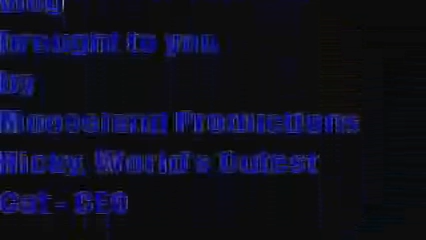 brought to you
by
Mooseland Productions
World's Cutest
Cat - CEO